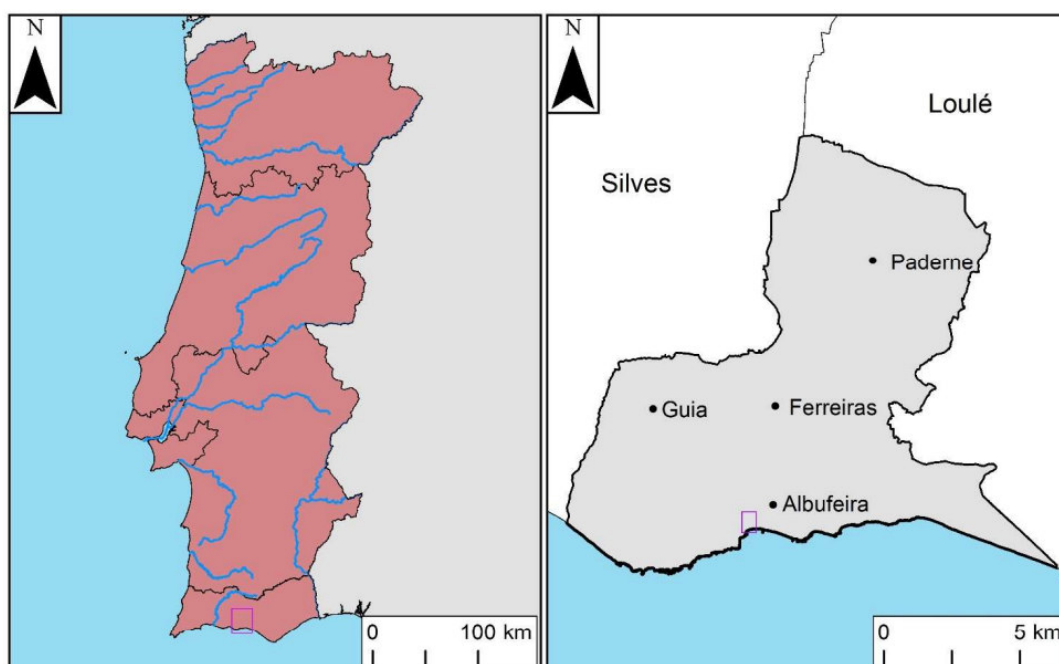 N
0
100 km
N
Loulé
Silves
Paderne
Guia
Ferreiras
Albufeira
0
5 km